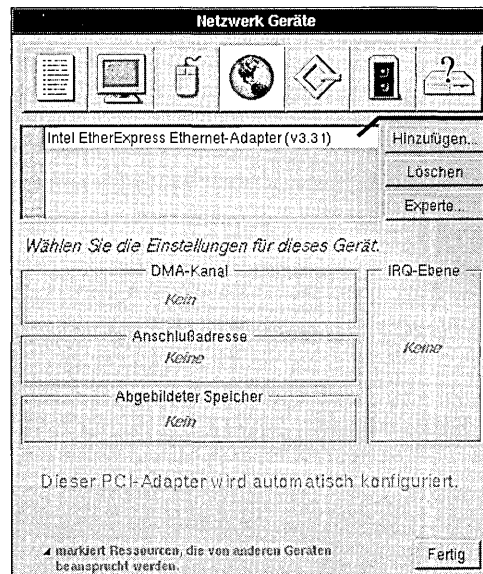 Netzwerk Geräte
Intel EtherExpress Ethernet-Adapter (v3.31)
Hinzufügen...
Löschen
Experte...
Wählen Sie die Einstellungen für dieses Gerät.
DMA-Kanal
IRQ-Ebene
Kein
Anschlußadresse
Keine
Keine
Abgebildeter Speicher
Kein
Dieser PCI-Adapter wird automatisch konfiguriert.
markiert Ressourcen, die von anderen Geräten
beansprucht werden.
Fertig